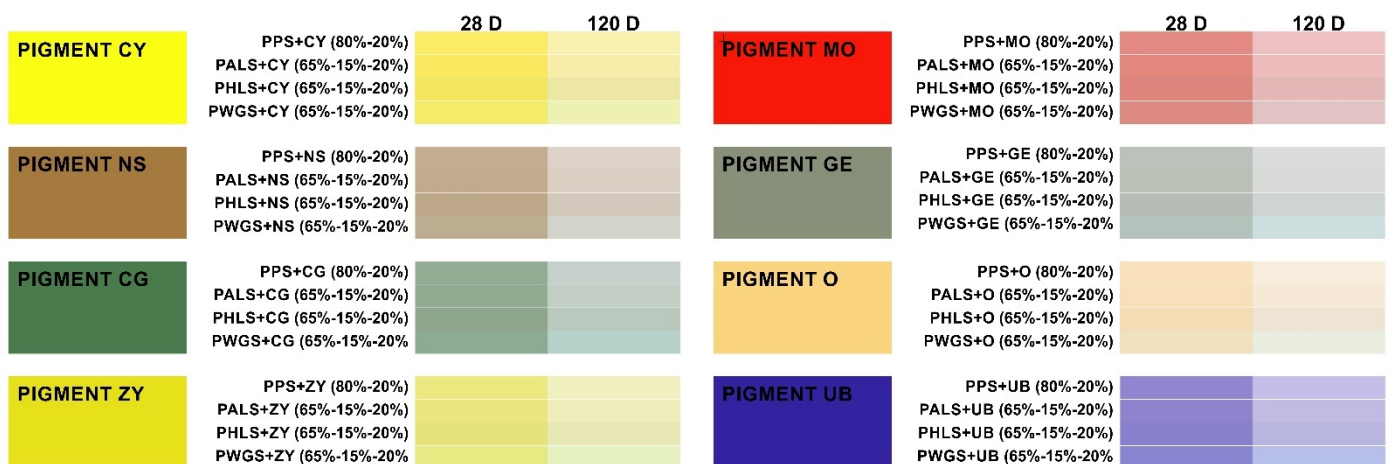 28 D 120 D
PIGMENT CY
PPS+CY (80%-20%)
PALS+CY (65%-15%-20%)
PHLS+CY (65%-15%-20%)
PWGS+CY (65%-15%-20%)
28 D 120 D
PIGMENT MO
PPS+MO (80%-20%)
PALS+MO (65%-15%-20%)
PHLS+MO (65%-15%-20%)
PWGS+MO (65%-15%-20%)
PIGMENT NS
PPS+NS (80%-20%)
PALS+NS (65%-15%-20%)
PHLS+NS (65%-15%-20%)
PWGS+NS (65%-15%-20%
PIGMENT GE
PPS+GE (80%-20%)
PALS+GE (65%-15%-20%)
PHLS+GE (65%-15%-20%)
PWGS+GE (65%-15%-20%
PIGMENT CG
PPS+CG (80%-20%)
PALS+CG (65%-15%-20%)
PHLS+CG (65%-15%-20%)
PWGS+CG (65%-15%-20%
PIGMENT O
PPS+O (80%-20%)
PALS+O (65%-15%-20%)
PHLS+O (65%-15%-20%)
PWGS+O (65%-15%-20%
PIGMENT ZY
PPS+ZY (80%-20%)
PALS+ZY (65%-15%-20%)
PHLS+ZY (65%-15%-20%)
PWGS+ZY (65%-15%-20%
PIGMENT UB
PPS+UB (80%-20%)
PALS+UB (65%-15%-20%)
PHLS+UB (65%-15%-20%)
PWGS+UB (65%-15%-20%)